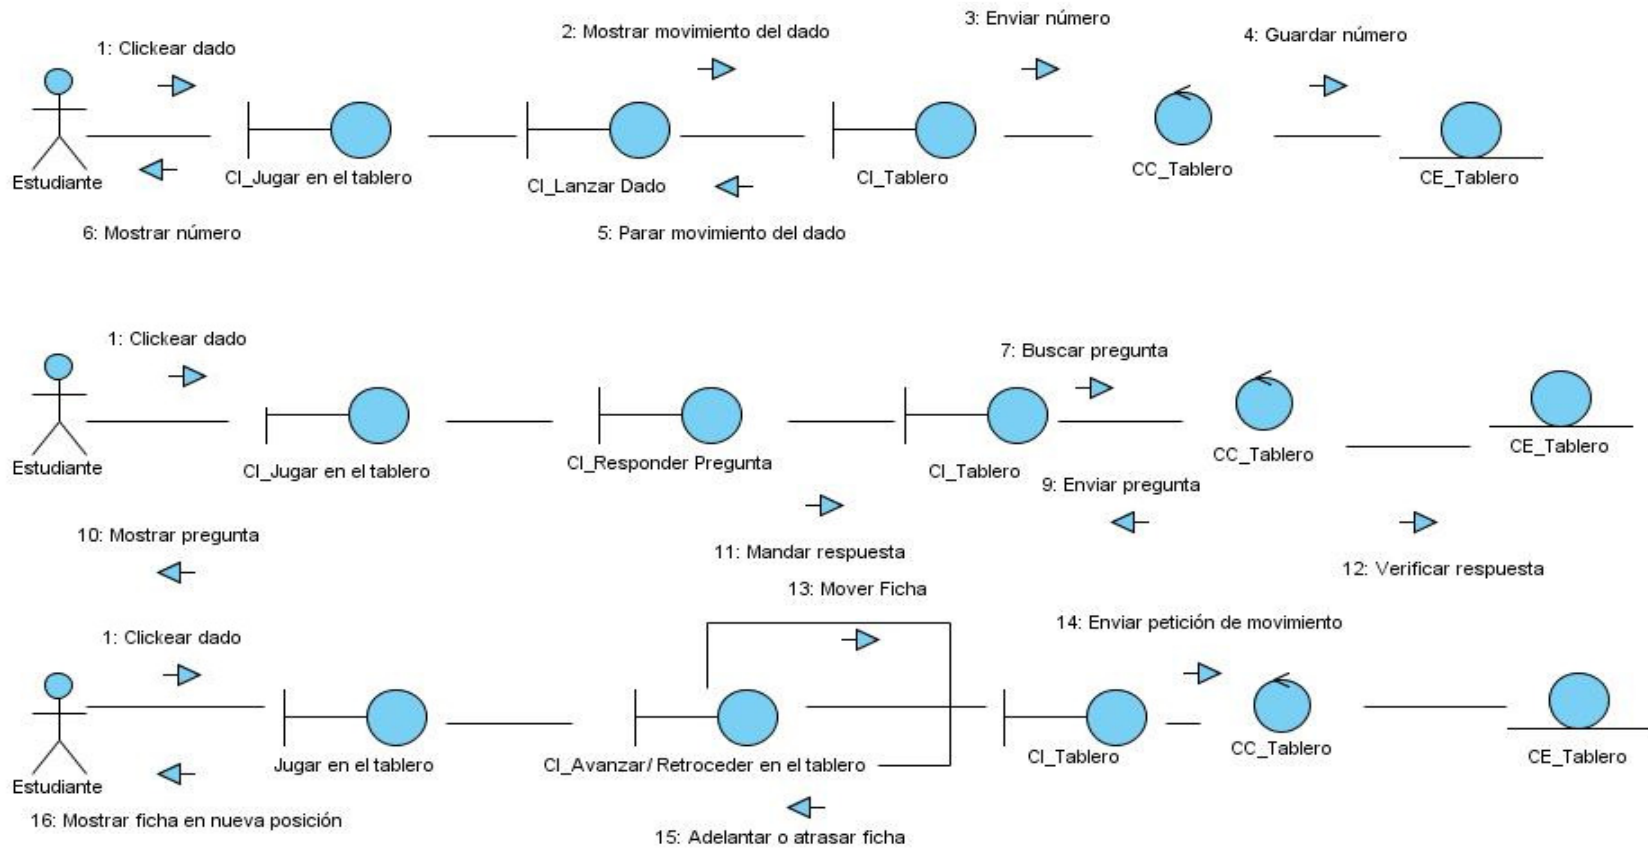 1: Clickear dado
2: Mostrar movimiento del dado
3: Enviar número
4: Guardar número
Estudiante
CI_Jugar en el tablero
CI_Lanzar Dado
CI_Tablero
CC_Tablero
CE_Tablero
6: Mostrar número
5: Parar movimiento del dado
1: Clickear dado
7: Buscar pregunta
Estudiante
CI_Jugar en el tablero
CI_Responder Pregunta
CI_Tablero
CC_Tablero
CE_Tablero
9: Enviar pregunta
10: Mostrar pregunta
11: Mandar respuesta
12: Verificar respuesta
13: Mover Ficha
1: Clickear dado
14: Enviar petición de movimiento
Estudiante
Jugar en el tablero
CI_Avanzar/ Retroceder en el tablero
CI_Tablero
CC_Tablero
CE_Tablero
16: Mostrar ficha en nueva posición
15: Adelantar o atrasar ficha